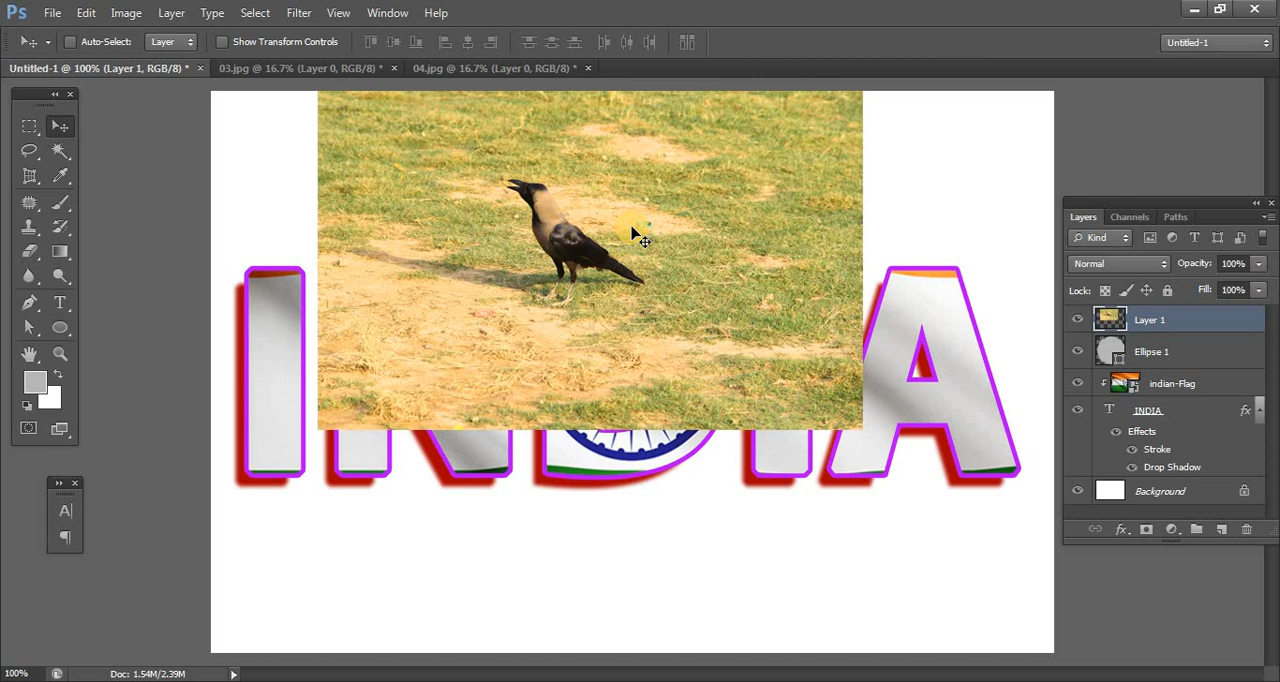 Ps File Edit Image Layer Type Select Filter View Window Help
Auto-Select: Layer Show Transform Controls Untitled-1
Untitled-1 @ 100% (Layer 1, RGB/8) * × 03.jpg @ 16.7% (Layer 0, RGB/8) * × 04.jpg @ 16.7% (Layer 0, RGB/8) * ×
Layers Channels Paths
Kind
Normal Opacity: 100%
Lock: Fill: 100%
Layer 1
Ellipse 1
indian-Flag
T INDIA fx
Effects
Stroke
Drop Shadow
Background
INDIA
100% Doc: 1.54M/2.39M